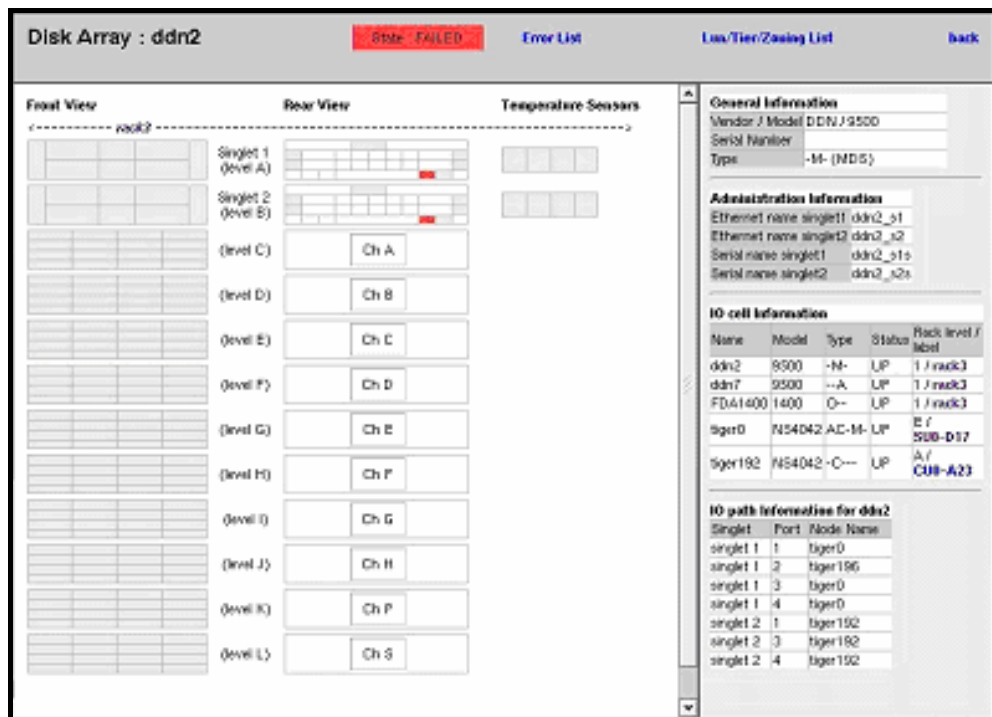 Disk Array : ddn2
State : FAILED
Error List
Lun/Tier/Zoning List
back
Front View
Rear View
Temperature Sensors
<----------- rack3 ----------->
Singlet 1
(level A)
Singlet 2
(level B)
(level C)
Ch A
(level D)
Ch B
(level E)
Ch C
(level F)
Ch D
(level G)
Ch E
(level H)
Ch F
(level I)
Ch G
(level J)
Ch H
(level K)
Ch P
(level L)
Ch S
General Information
Vendor / Model DDN / 9500
Serial Number
Type -M- (MDS)
Administration Information
Ethernet name singlet1 ddn2_s1
Ethernet name singlet2 ddn2_s2
Serial name singlet1 ddn2_s1s
Serial name singlet2 ddn2_s2s
IO cell Information
Name Model Type Status Rack level / label
ddn2 9500 -M- UP 1 / rack3
ddn7 9500 --A UP 1 / rack3
FDA1400 1400 O-- UP 1 / rack3
tiger0 NS4042 AC-M- UP E / SU0-D17
tiger192 NS4042 -C--- UP A / CU0-A23
IO path Information for ddn2
Singlet Port Node Name
singlet 1 1 tiger0
singlet 1 2 tiger196
singlet 1 3 tiger0
singlet 1 4 tiger0
singlet 2 1 tiger192
singlet 2 3 tiger192
singlet 2 4 tiger192